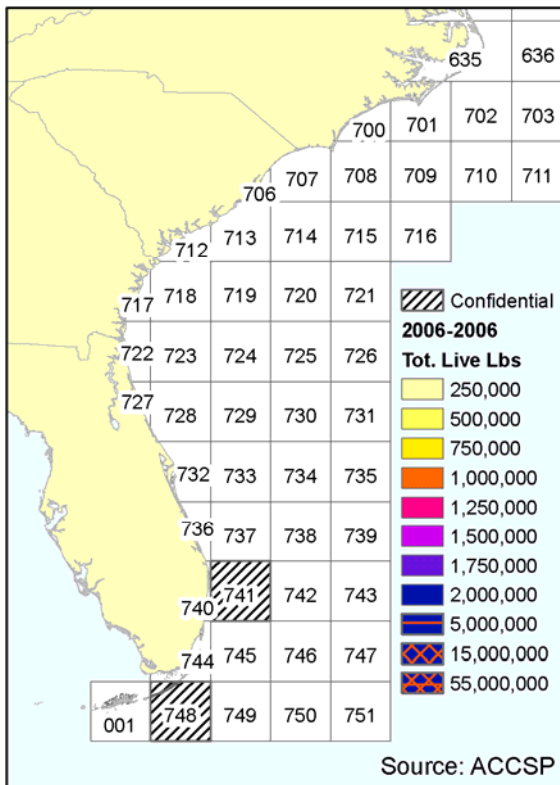 635 636
700 701 702 703
706 707 708 709 710 711
712 713 714 715 716
717 718 719 720 721
722 723 724 725 726
727 728 729 730 731
732 733 734 735
736 737 738 739
740 741 742 743
744 745 746 747
001 748 749 750 751
Confidential
2006-2006
Tot. Live Lbs
250,000
500,000
750,000
1,000,000
1,250,000
1,500,000
1,750,000
2,000,000
5,000,000
15,000,000
55,000,000
Source: ACCSP